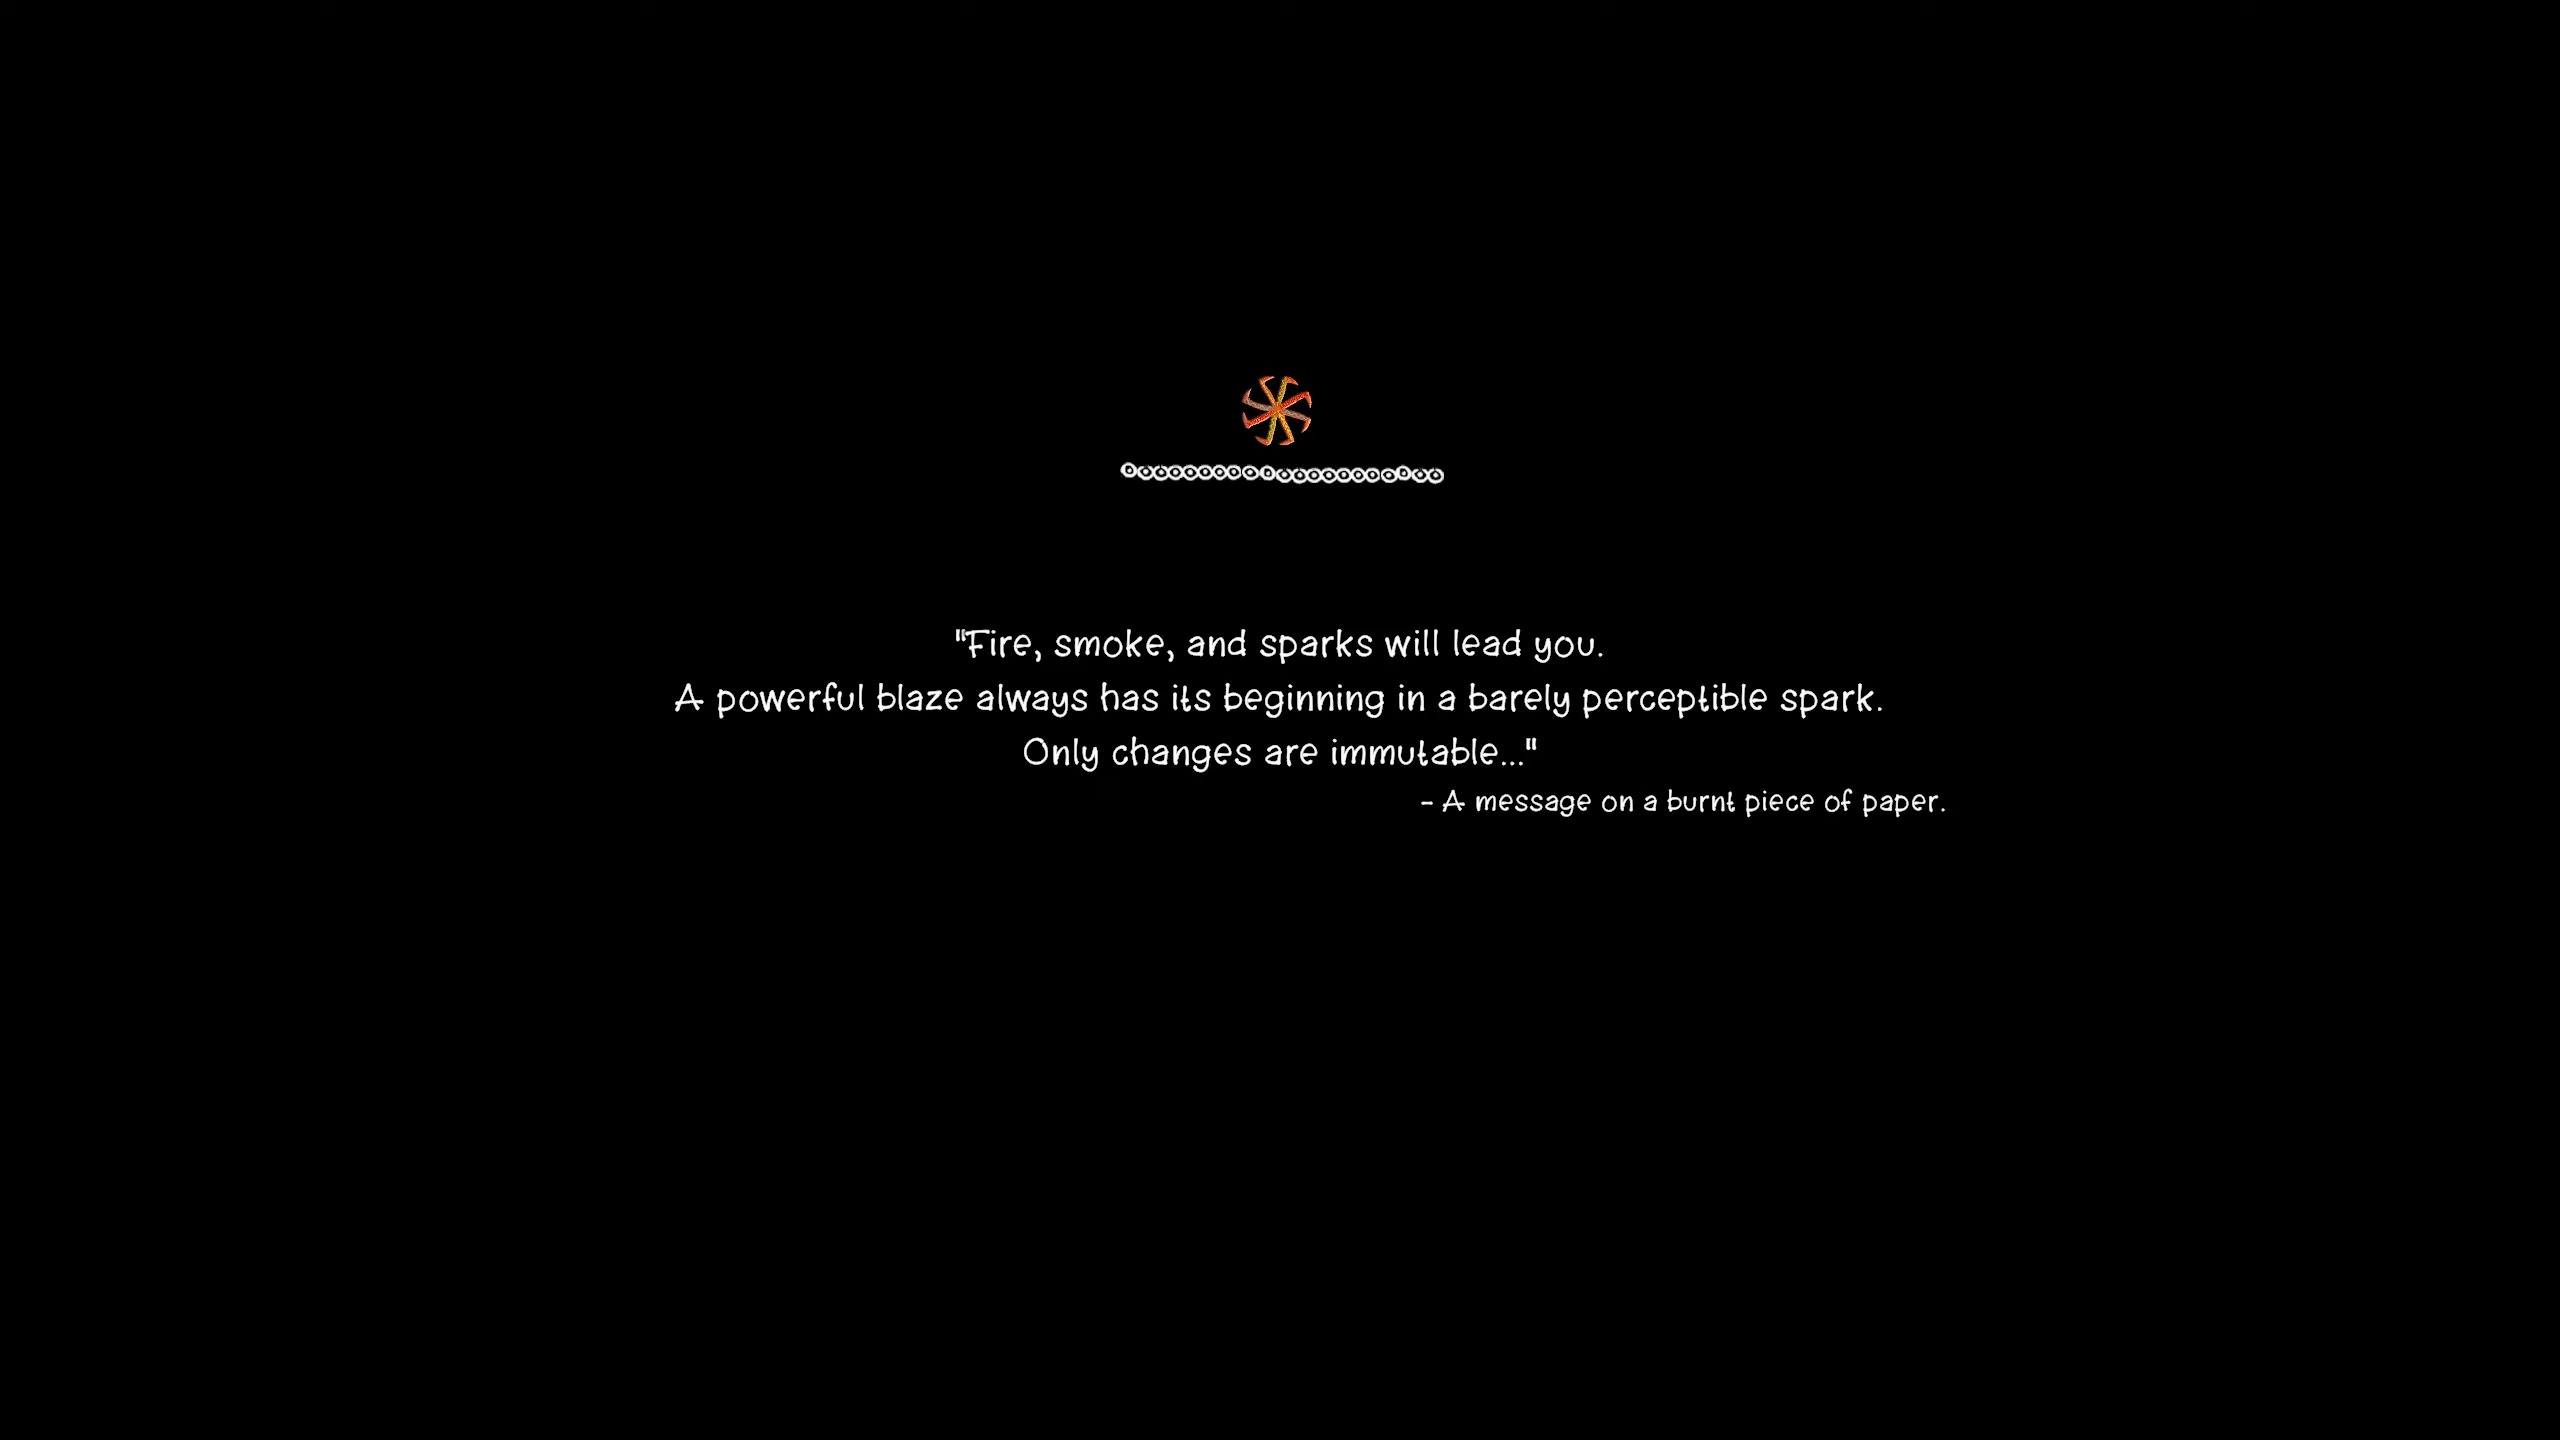 "Fire, smoke, and sparks will lead you.
A powerful blaze always has its beginning in a barely perceptible spark.
Only changes are immutable..."
- A message on a burnt piece of paper.